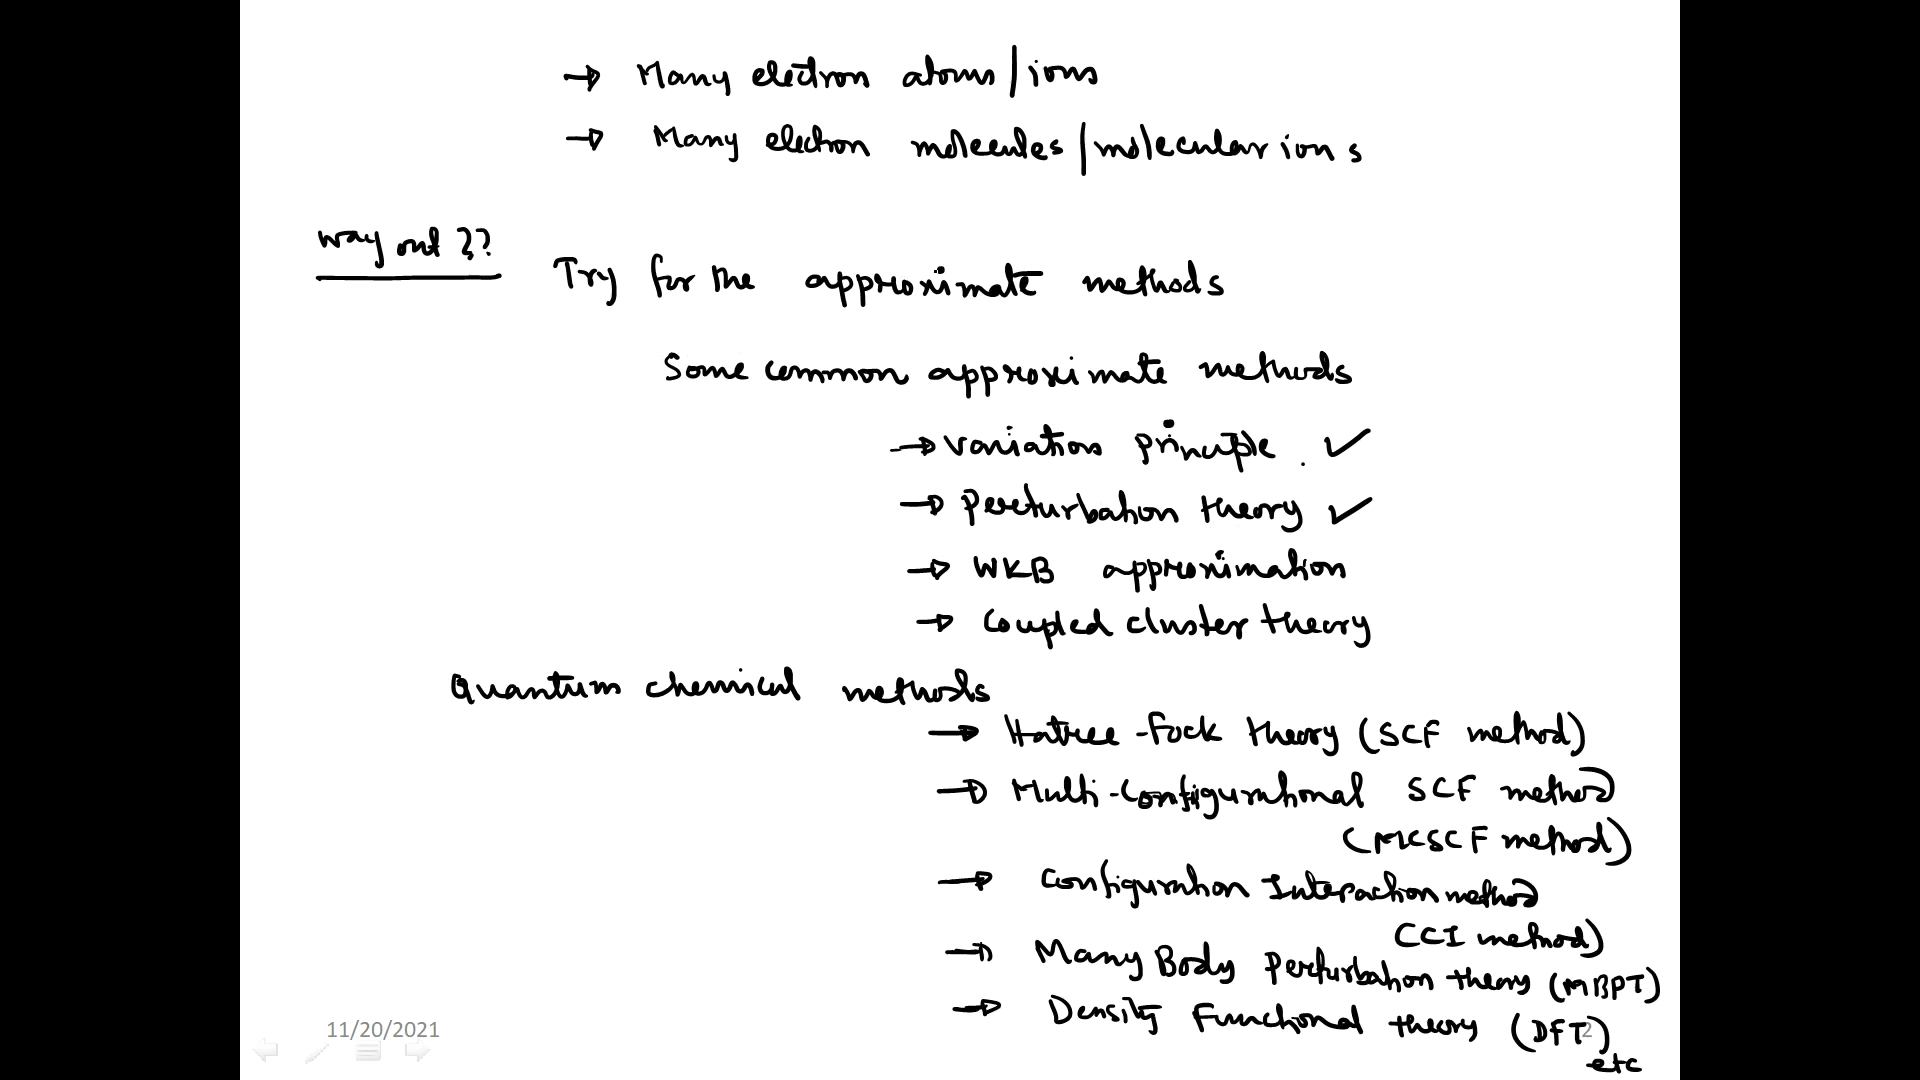 → Many electron atoms/ions
→ Many electron molecules/molecular ions
way out ??
Try for the approximate methods
Some common approximate methods
→ Variation principle. ✓
→ Perturbation theory ✓
→ WKB approximation
→ Coupled cluster theory
Quantum chemical methods
→ Hatree-Fock theory (SCF method)
→ Multi-Configurational SCF method
(MCSCF method)
→ Configuration Interaction method
(CI method)
→ Many Body Perturbation theory (MBPT)
→ Density Functional theory (DFT)
etc
11/20/2021
2